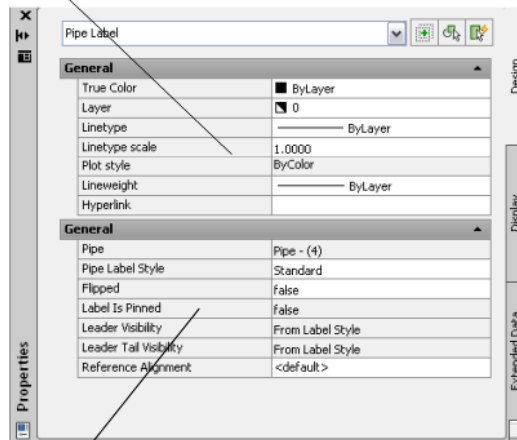 Pipe Label
General
True Color ByLayer
Layer 0
Linetype ByLayer
Linetype scale 1.0000
Plot style ByColor
Lineweight ByLayer
Hyperlink
General
Pipe Pipe - (4)
Pipe Label Style Standard
Flipped false
Label Is Pinned false
Leader Visibility From Label Style
Leader Tail Visibility From Label Style
Reference Alignment <default>
Properties
Design
Display
Extended Data